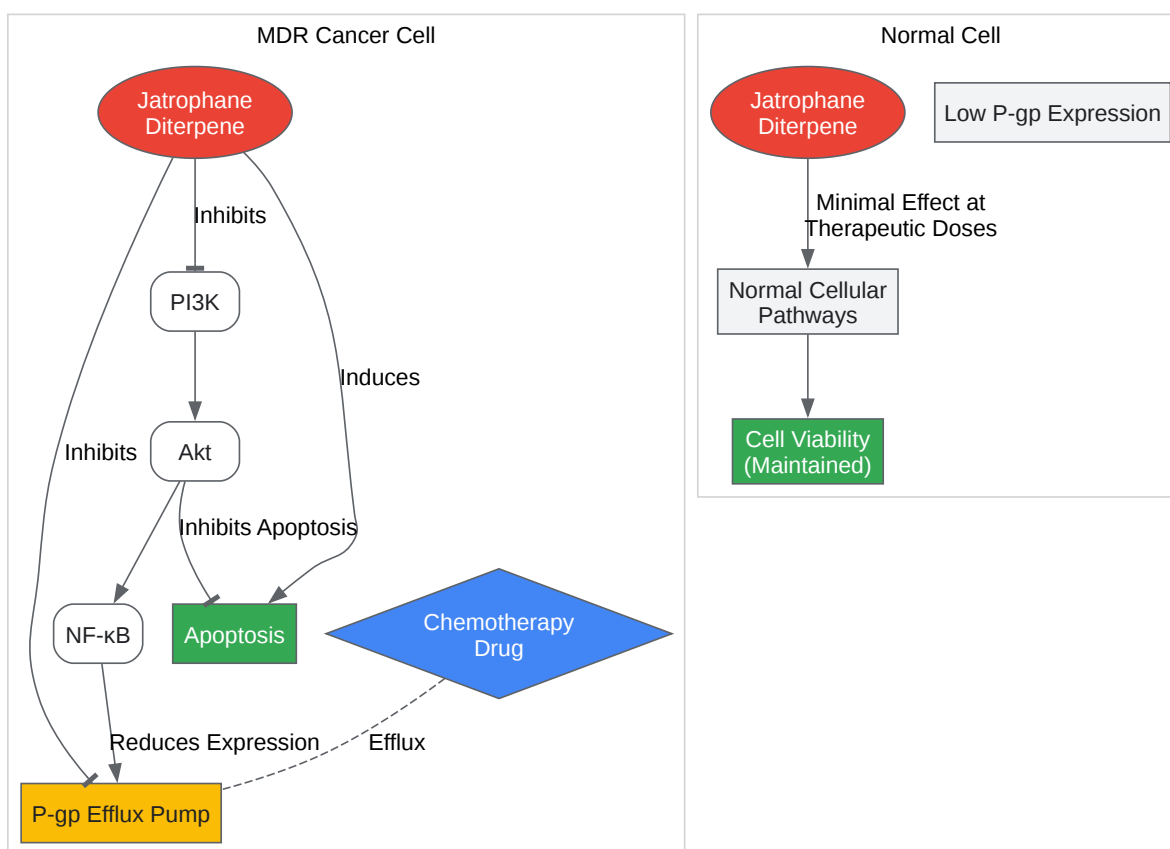 MDR Cancer Cell
Jatrophane
Diterpene
Inhibits
PI3K
Induces
Inhibits
Akt
Inhibits Apoptosis
NF-κB
Apoptosis
Chemotherapy
Drug
Reduces Expression
Efflux
P-gp Efflux Pump
Normal Cell
Jatrophane
Diterpene
Low P-gp Expression
Minimal Effect at
Therapeutic Doses
Normal Cellular
Pathways
Cell Viability
(Maintained)